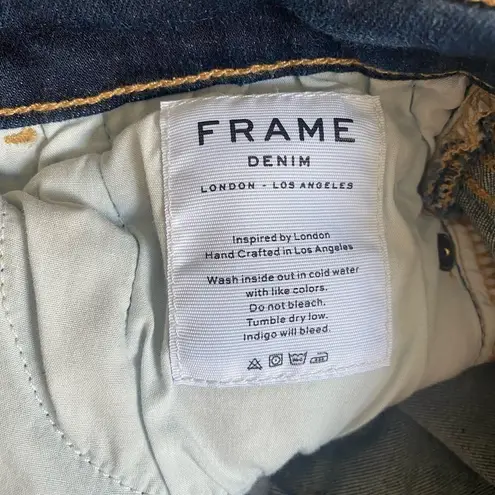 FRAME
DENIM
LONDON - LOS ANGELES
Inspired by London
Hand Crafted in Los Angeles
Wash inside out in cold water
with like colors.
Do not bleach.
Tumble dry low.
Indigo will bleed.